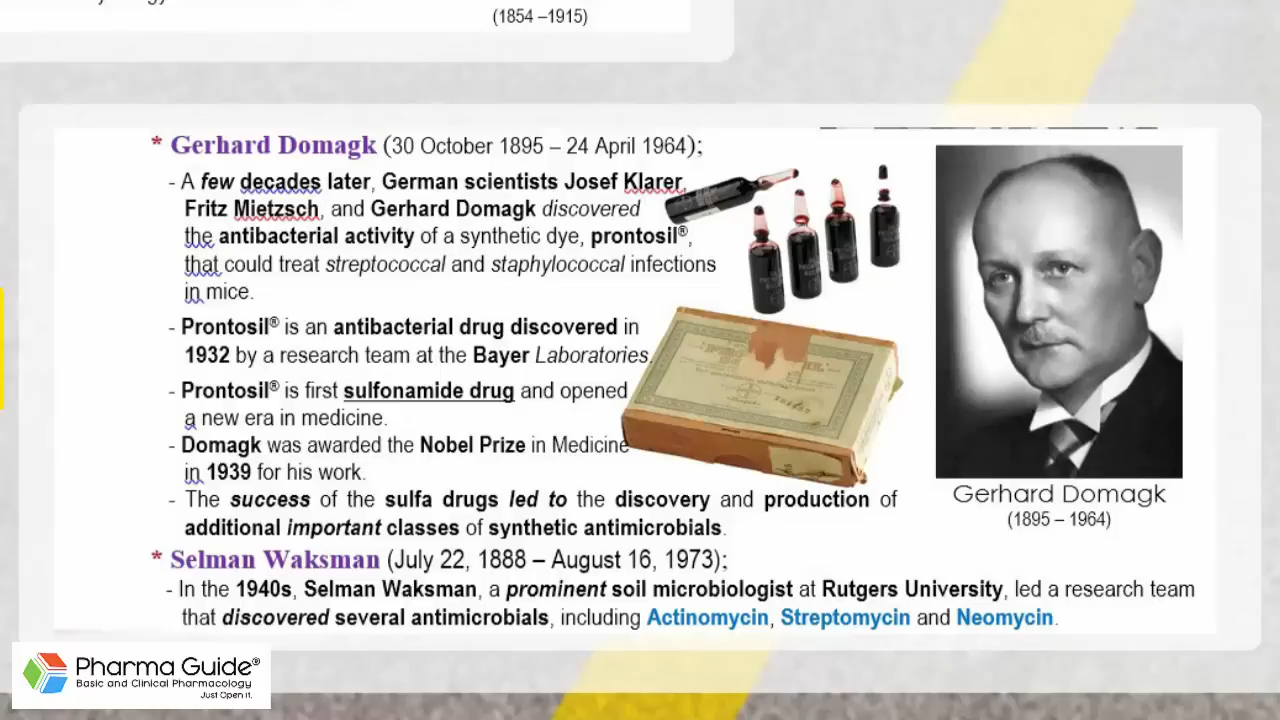 (1854 –1915)
* Gerhard Domagk (30 October 1895 – 24 April 1964);
- A few decades later, German scientists Josef Klarer,
Fritz Mietzsch, and Gerhard Domagk discovered
the antibacterial activity of a synthetic dye, prontosil®,
that could treat streptococcal and staphylococcal infections
in mice.
- Prontosil® is an antibacterial drug discovered in
1932 by a research team at the Bayer Laboratories.
- Prontosil® is first sulfonamide drug and opened
a new era in medicine.
- Domagk was awarded the Nobel Prize in Medicine
in 1939 for his work.
- The success of the sulfa drugs led to the discovery and production of
additional important classes of synthetic antimicrobials.
Gerhard Domagk
(1895 – 1964)
* Selman Waksman (July 22, 1888 – August 16, 1973);
- In the 1940s, Selman Waksman, a prominent soil microbiologist at Rutgers University, led a research team
that discovered several antimicrobials, including Actinomycin, Streptomycin and Neomycin.
Pharma Guide®
Basic and Clinical Pharmacology
Just Open it.